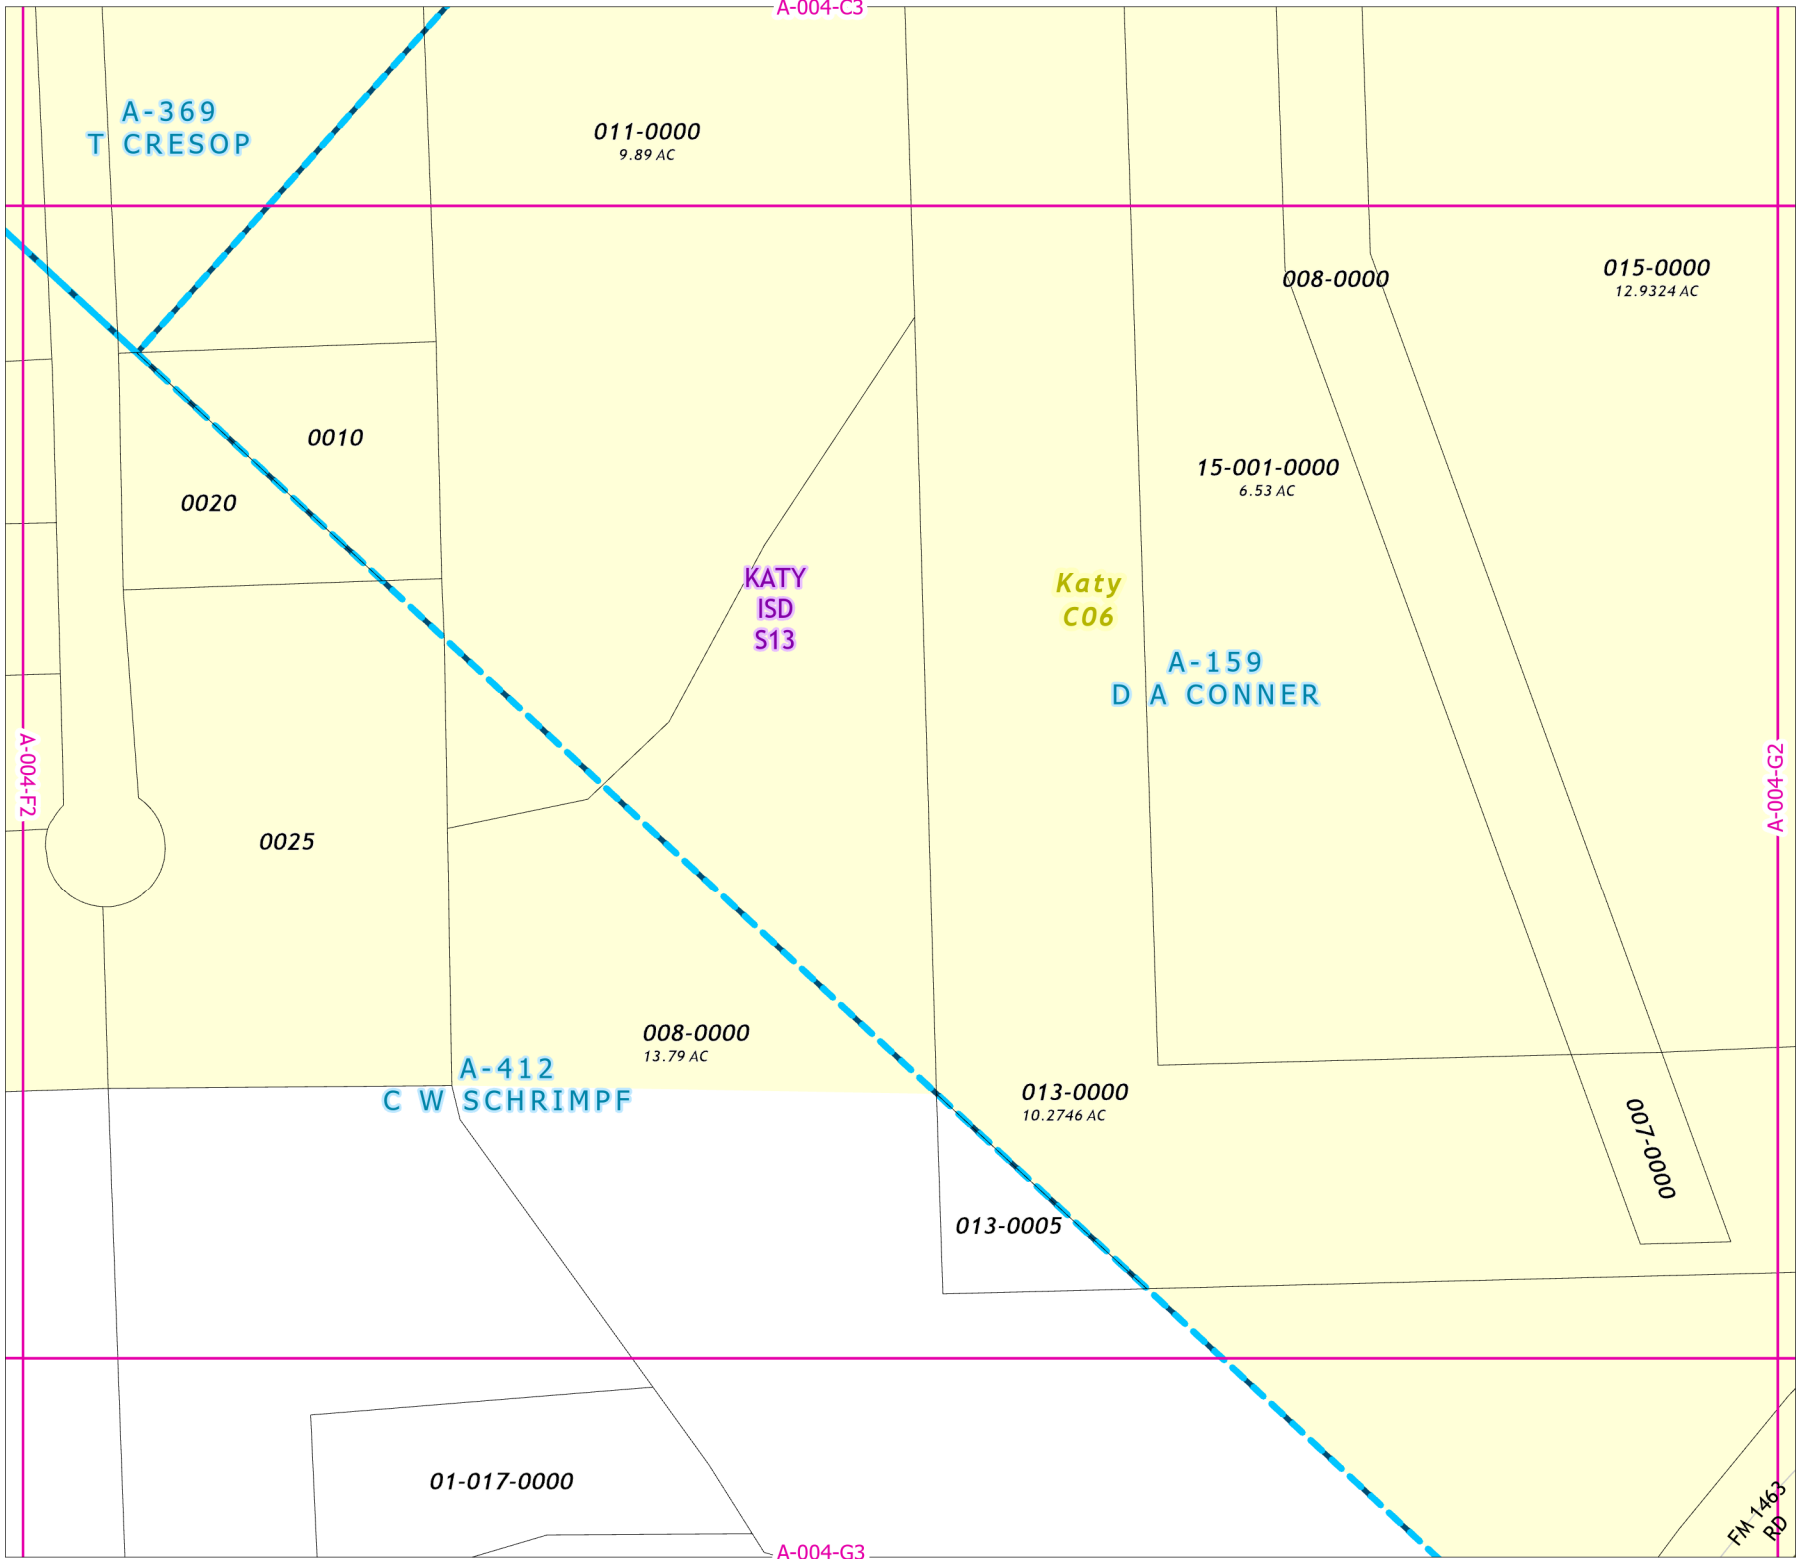 A-004-C3
A-369
T CRESOP
011-0000
9.89 AC
008-0000
015-0000
12.9324 AC
0010
15-001-0000
6.53 AC
0020
KATY
ISD
S13
Katy
C06
A-159
D A CONNER
A-004-F2
A-004-G2
0025
008-0000
13.79 AC
A-412
C W SCHRIMPF
013-0000
10.2746 AC
007-0000
013-0005
01-017-0000
FM 1463
RD
A-004-G3